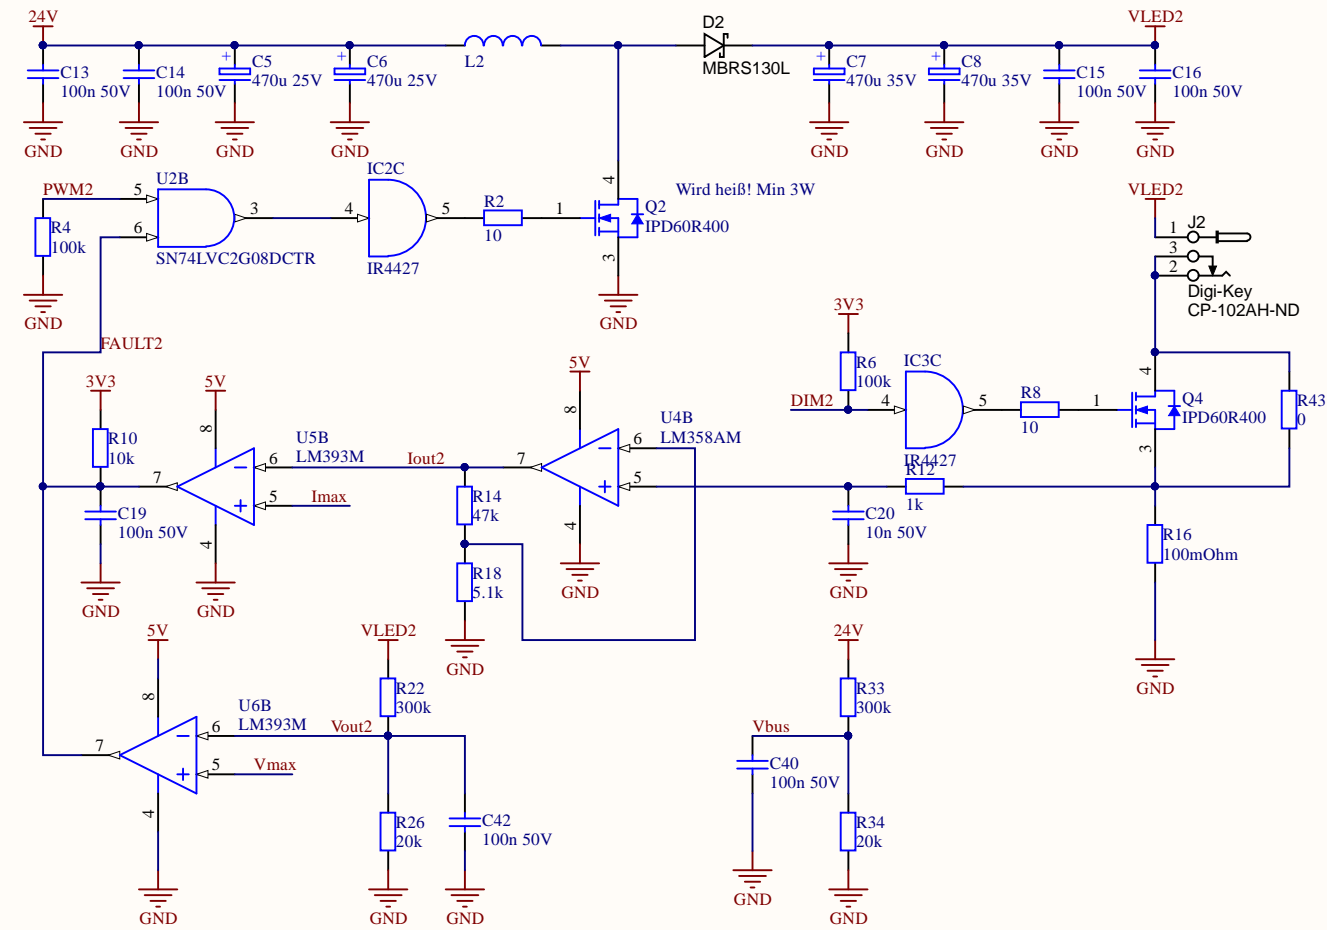 24V
C13
100n 50V
GND
C14
100n 50V
GND
+
C5
470u 25V
GND
+
C6
470u 25V
GND
L2
D2
MBRS130L
+
C7
470u 35V
GND
+
C8
470u 35V
GND
C15
100n 50V
GND
VLED2
C16
100n 50V
GND
PWM2
R4
100k
GND
5
6
U2B
3
SN74LVC2G08DCTR
4
IC2C
5
IR4427
R2
10
1
4
3
Wird heiß! Min 3W
Q2
IPD60R400
GND
VLED2
1
3
2
J2
Digi-Key
CP-102AH-ND
FAULT2
3V3
R10
10k
C19
100n 50V
GND
5V
8
7
4
U5B
LM393M
6
5
GND
Iout2
Imax
R14
47k
R18
5.1k
GND
5V
8
7
4
U4B
LM358AM
6
5
GND
3V3
R6
100k
DIM2
4
IC3C
5
IR4427
R8
10
1
4
3
Q4
IPD60R400
R43
0
R12
1k
C20
10n 50V
GND
R16
100mOhm
GND
5V
8
7
4
U6B
LM393M
6
5
GND
VLED2
R22
300k
Vout2
Vmax
R26
20k
GND
C42
100n 50V
GND
24V
R33
300k
Vbus
C40
100n 50V
GND
R34
20k
GND